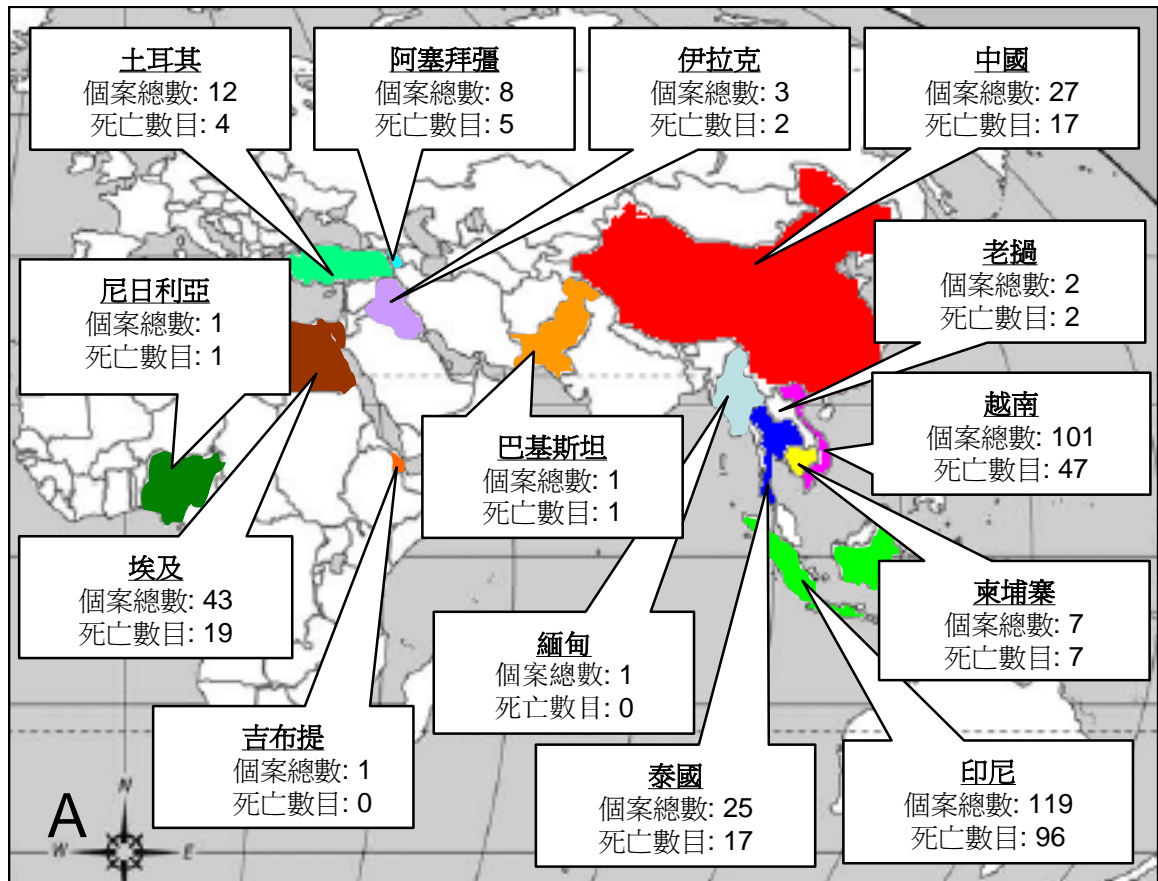 土耳其
個案總數: 12
死亡數目: 4
阿塞拜彊
個案總數: 8
死亡數目: 5
伊拉克
個案總數: 3
死亡數目: 2
中國
個案總數: 27
死亡數目: 17
老撾
個案總數: 2
死亡數目: 2
尼日利亞
個案總數: 1
死亡數目: 1
越南
個案總數: 101
死亡數目: 47
巴基斯坦
個案總數: 1
死亡數目: 1
埃及
個案總數: 43
死亡數目: 19
緬甸
個案總數: 1
死亡數目: 0
柬埔寨
個案總數: 7
死亡數目: 7
吉布提
個案總數: 1
死亡數目: 0
泰國
個案總數: 25
死亡數目: 17
印尼
個案總數: 119
死亡數目: 96
A
N
W
E